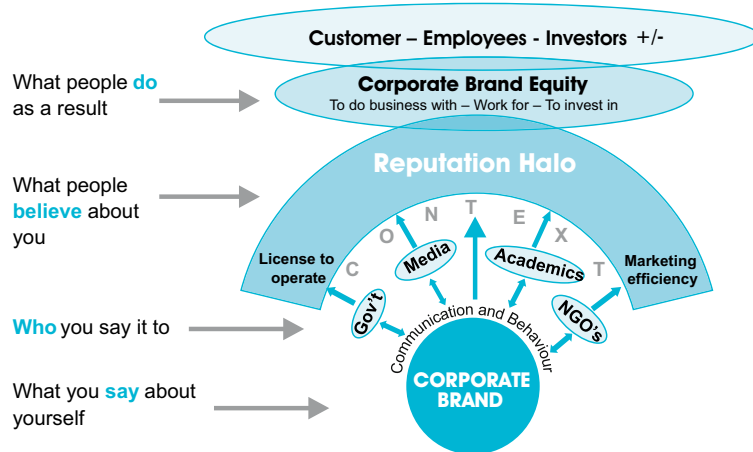 Customer – Employees - Investors +/-
What people do
as a result
Corporate Brand Equity
To do business with – Work for – To invest in
Reputation Halo
What people
believe about
you
CONTEXT
License to
operate
Media
Academics
Marketing
efficiency
Gov't
NGO's
Who you say it to
Communication and Behaviour
What you say about
yourself
CORPORATE
BRAND